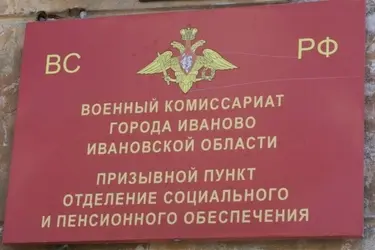 ВС РФ
ВОЕННЫЙ КОМИССАРИАТ
ГОРОДА ИВАНОВО
ИВАНОВСКОЙ ОБЛАСТИ
ПРИЗЫВНОЙ ПУНКТ
ОТДЕЛЕНИЕ СОЦИАЛЬНОГО
И ПЕНСИОННОГО ОБЕСПЕЧЕНИЯ